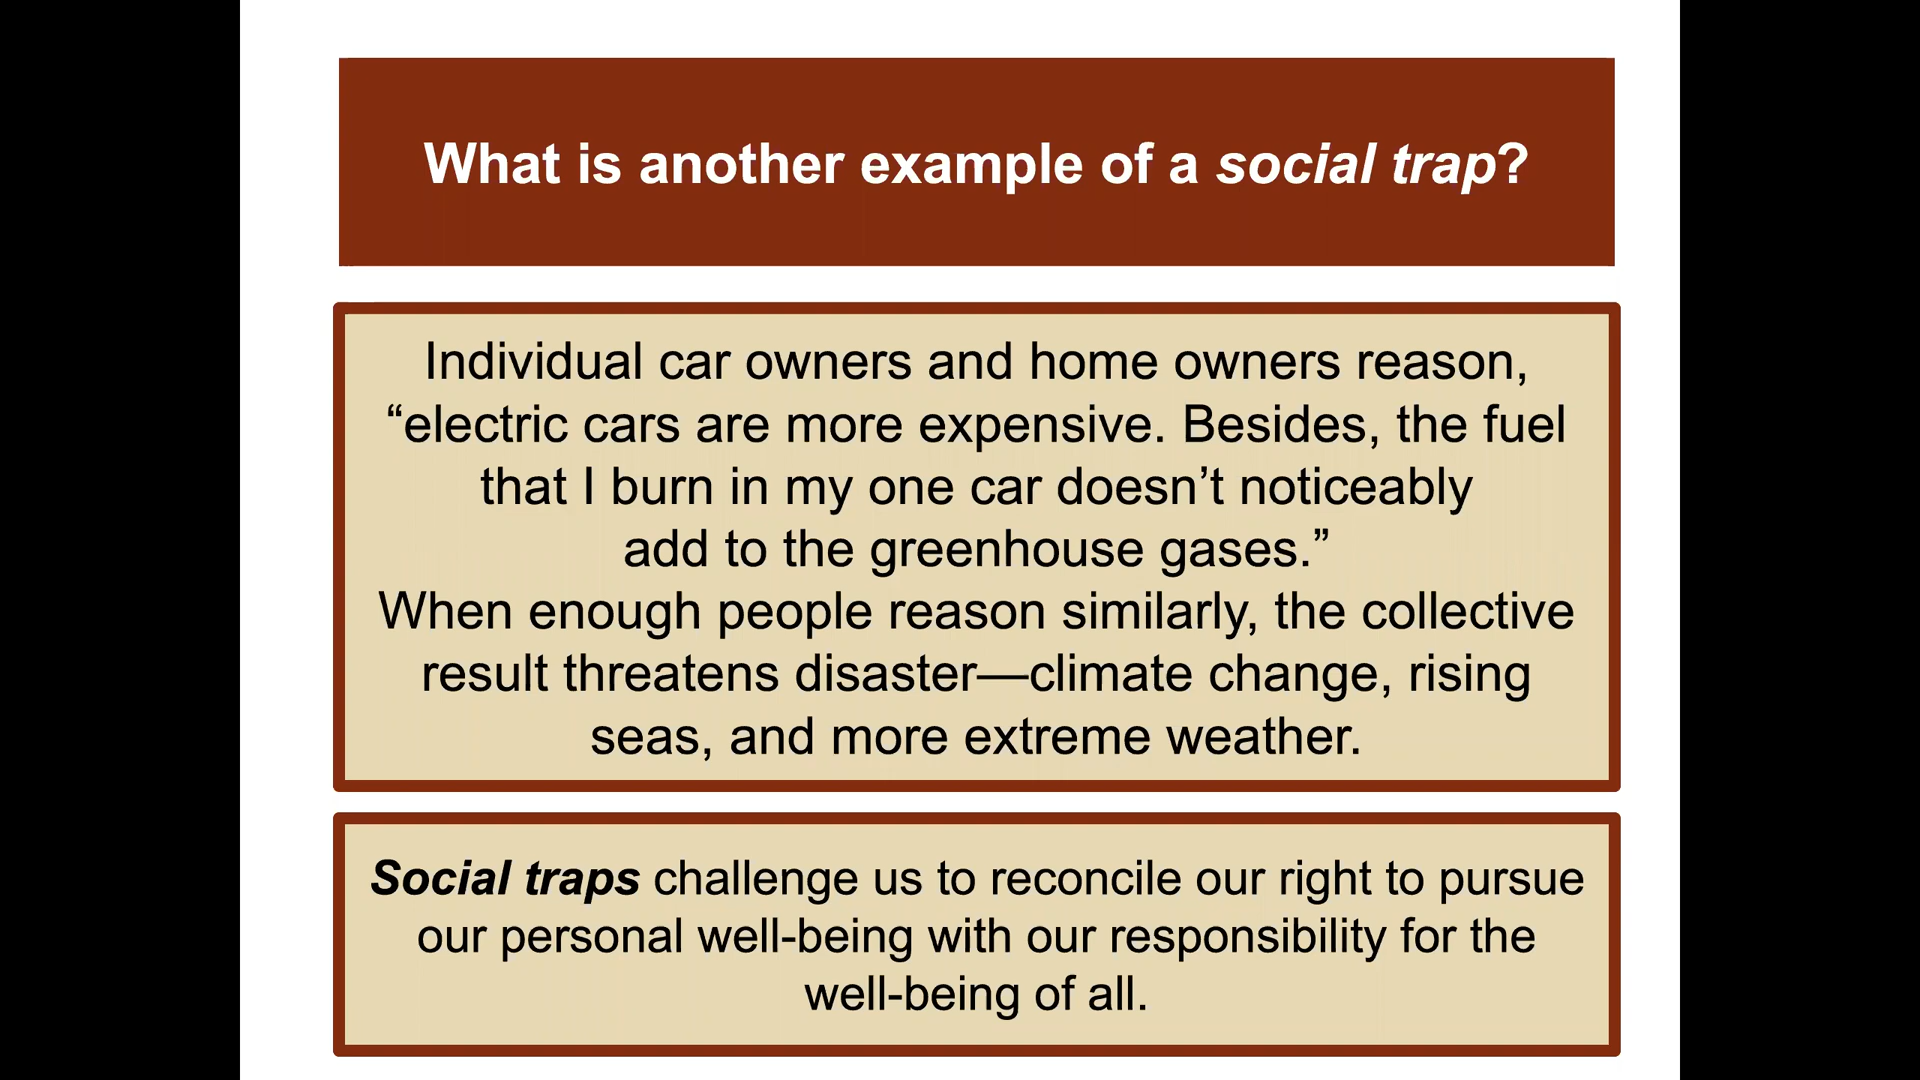 What is another example of a social trap?
Individual car owners and home owners reason,
“electric cars are more expensive. Besides, the fuel
that I burn in my one car doesn’t noticeably
add to the greenhouse gases.”
When enough people reason similarly, the collective
result threatens disaster—climate change, rising
seas, and more extreme weather.
Social traps challenge us to reconcile our right to pursue
our personal well-being with our responsibility for the
well-being of all.